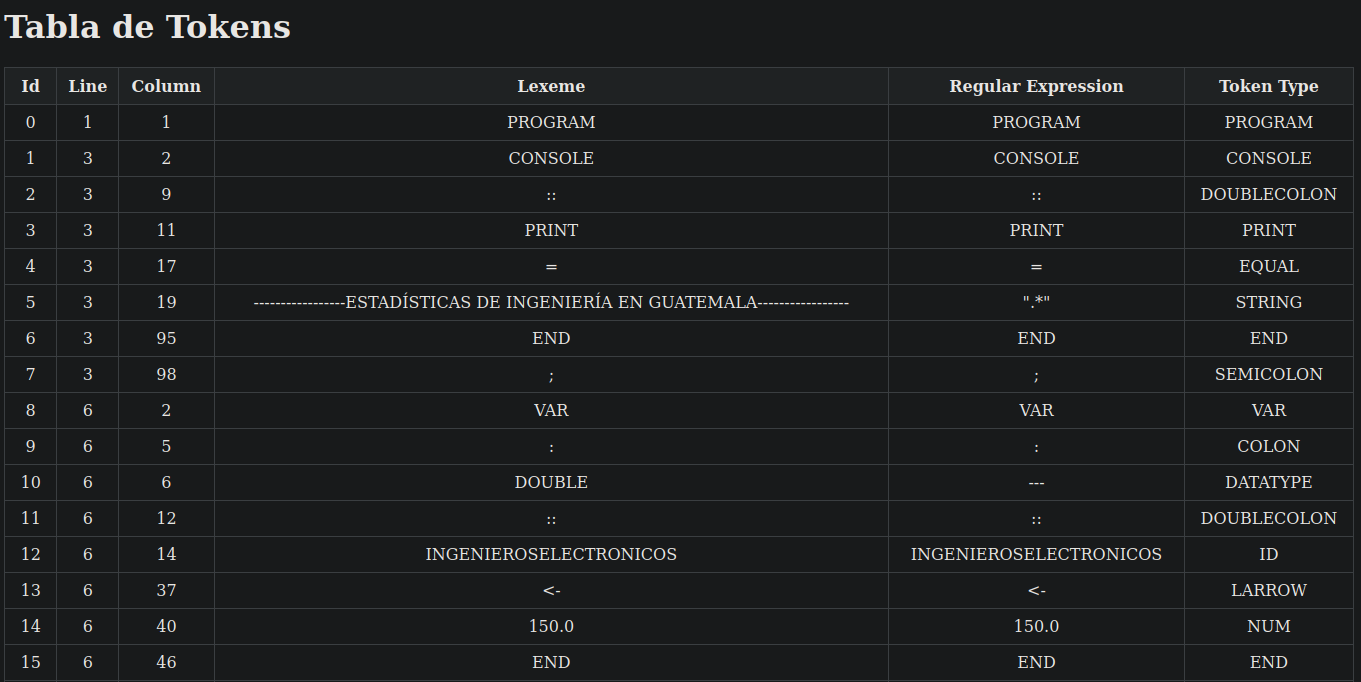 Tabla de Tokens
Id Line Column Lexeme Regular Expression Token Type
0 1 1 PROGRAM PROGRAM PROGRAM
1 3 2 CONSOLE CONSOLE CONSOLE
2 3 9 :: :: DOUBLECOLON
3 3 11 PRINT PRINT PRINT
4 3 17 = = EQUAL
5 3 19 -----------------ESTADÍSTICAS DE INGENIERÍA EN GUATEMALA----------------- ".*" STRING
6 3 95 END END END
7 3 98 ; ; SEMICOLON
8 6 2 VAR VAR VAR
9 6 5 : : COLON
10 6 6 DOUBLE --- DATATYPE
11 6 12 :: :: DOUBLECOLON
12 6 14 INGENIEROSELECTRONICOS INGENIEROSELECTRONICOS ID
13 6 37 <- <- LARROW
14 6 40 150.0 150.0 NUM
15 6 46 END END END